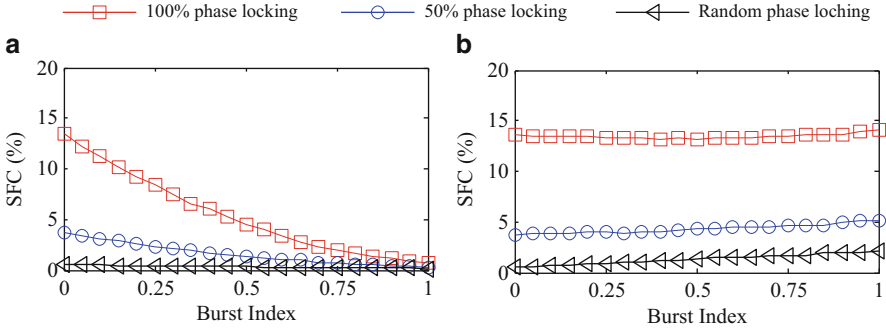 100% phase locking 50% phase locking Random phase loching
a
20
15
10
5
0
SFC (%)
0 0.25 0.50 0.75 1
Burst Index
b
20
15
10
5
0
SFC (%)
0 0.25 0.50 0.75 1
Burst Index